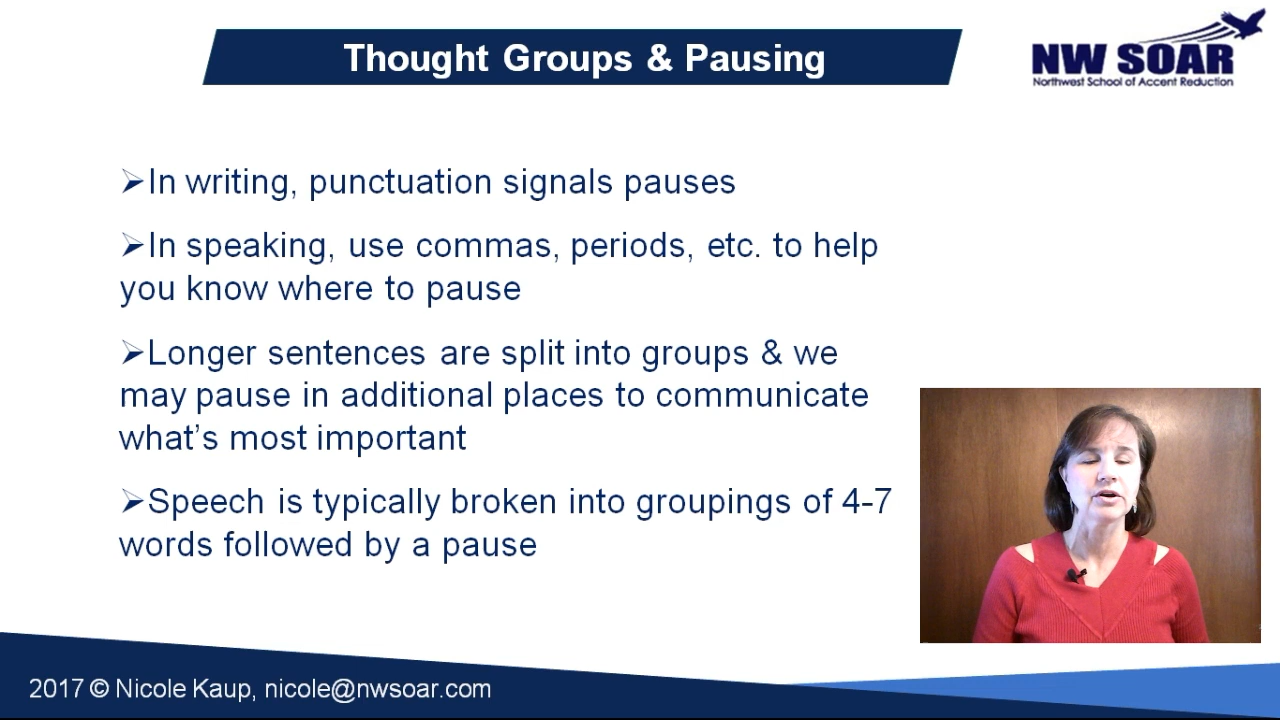 Thought Groups & Pausing
NW SOAR
Northwest School of Accent Reduction
➢In writing, punctuation signals pauses
➢In speaking, use commas, periods, etc. to help
you know where to pause
➢Longer sentences are split into groups & we
may pause in additional places to communicate
what's most important
➢Speech is typically broken into groupings of 4-7
words followed by a pause
2017 © Nicole Kaup, nicole@nwsoar.com